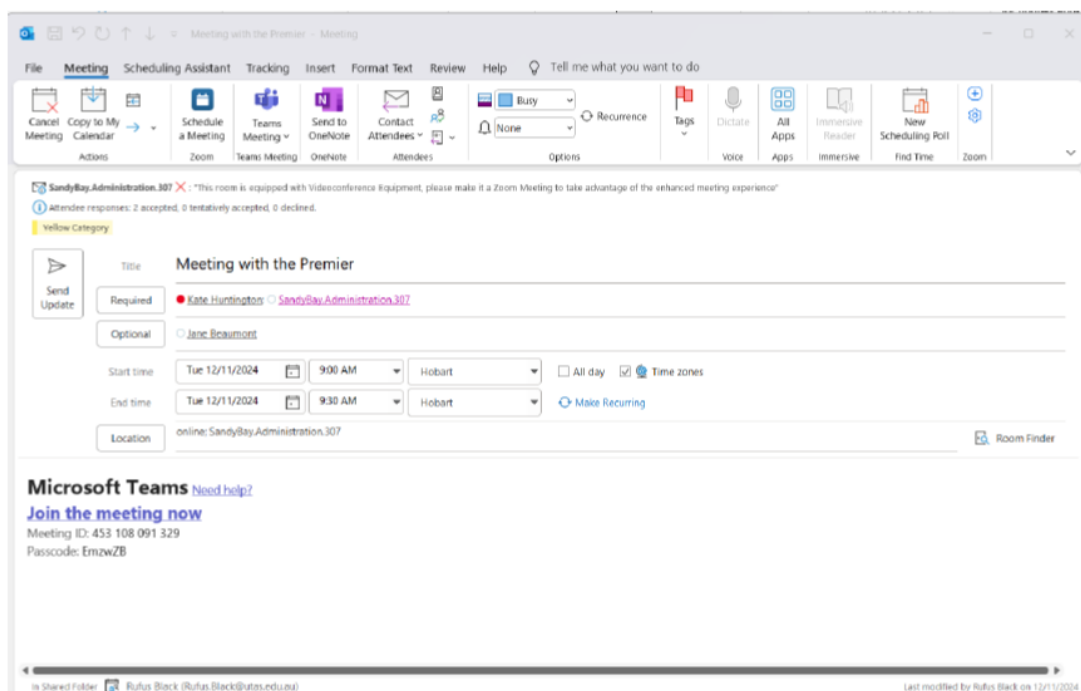 Meeting with the Premier - Meeting
File Meeting Scheduling Assistant Tracking Insert Format Text Review Help Tell me what you want to do
Cancel Meeting
Copy to My Calendar
Actions
Schedule a Meeting
Zoom
Teams Meeting
Teams Meeting
Send to OneNote
OneNote
Contact Attendees
Attendees
Busy
None
Recurrence
Options
Tags
Dictate
Voice
All Apps
Apps
Immersive Reader
Immersive
New Scheduling Poll
Find Time
Zoom
SandyBay.Administration.307 : "This room is equipped with Videoconference Equipment, please make it a Zoom Meeting to take advantage of the enhanced meeting experience"
Attendee responses: 2 accepted, 0 tentatively accepted, 0 declined.
Yellow Category
Send Update
Title Meeting with the Premier
Required Kate Huntington; SandyBay.Administration.307
Optional Jane Beaumont
Start time Tue 12/11/2024 9:00 AM Hobart All day Time zones
End time Tue 12/11/2024 9:30 AM Hobart Make Recurring
Location online; SandyBay.Administration.307 Room Finder
Microsoft Teams Need help?
Join the meeting now
Meeting ID: 453 108 091 329
Passcode: EmzwZB
In Shared Folder Rufus Black (Rufus.Black@utas.edu.au) Last modified by Rufus Black on 12/11/2024